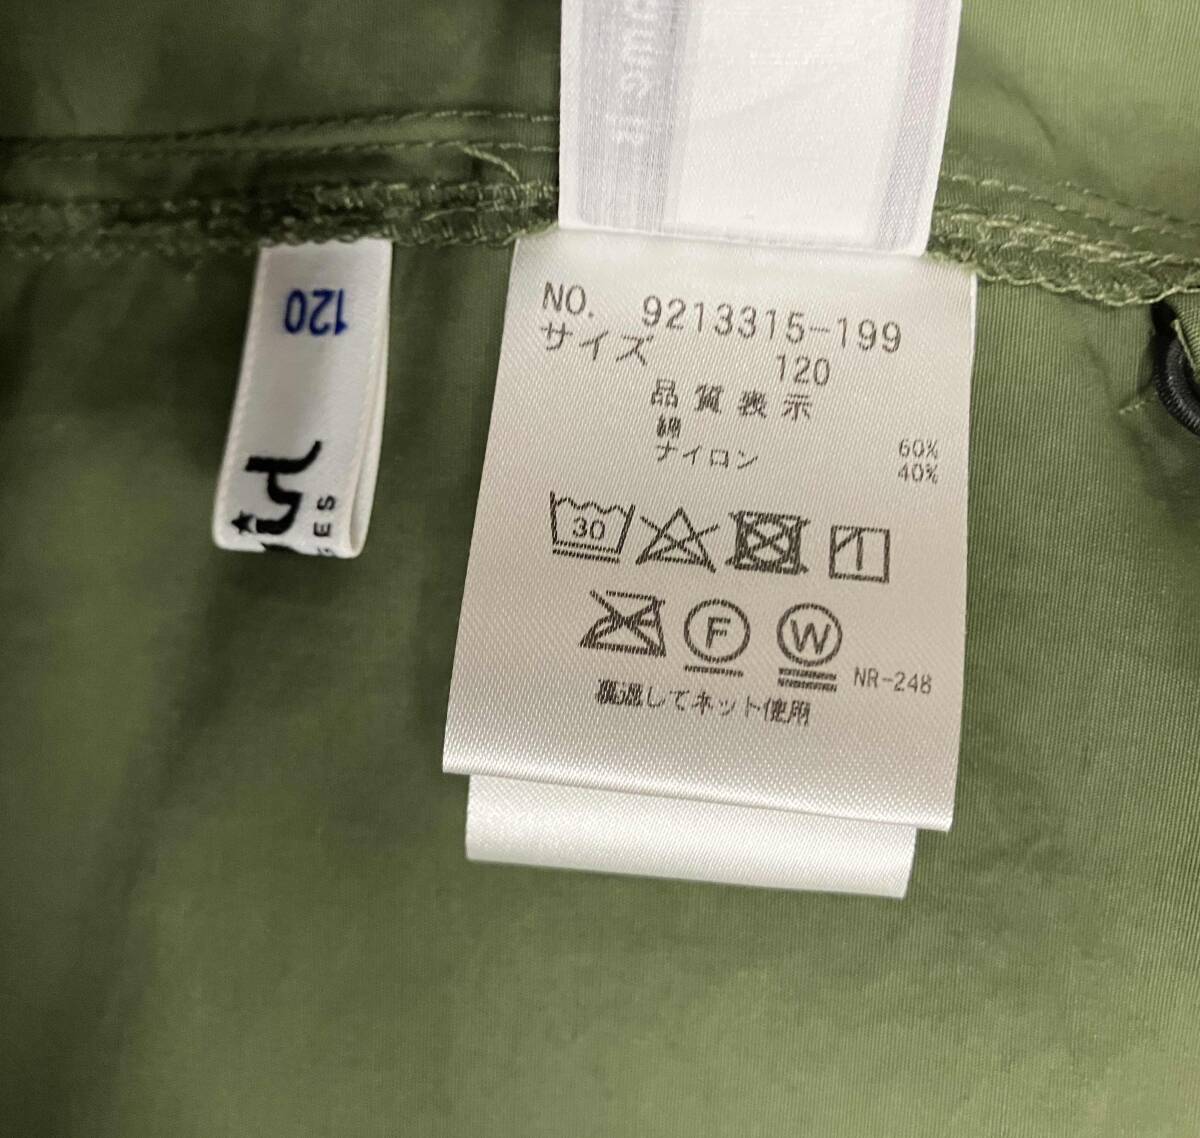 NO. 9213315-199
サイズ 120
品質表示
綿 60%
ナイロン 40%
30
F W NR-248
裏返してネット使用
120
GES